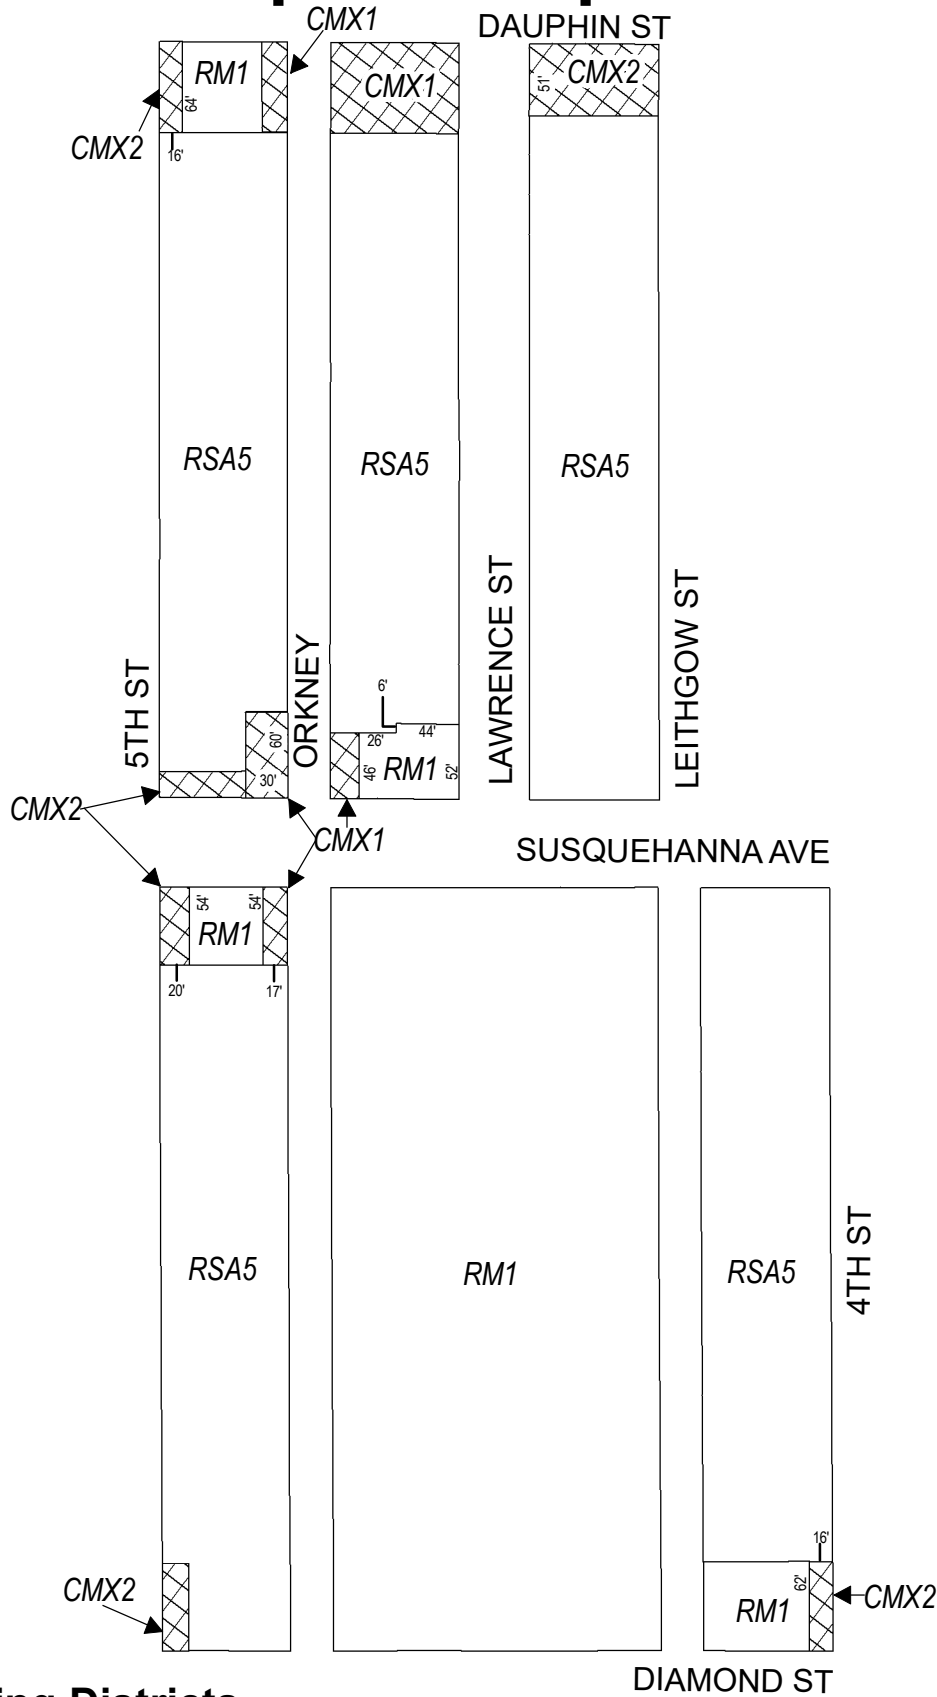 CMX1
DAUPHIN ST
RM1
CMX1
CMX2
51'
64'
CMX2
16'
RSA5
RSA5
RSA5
5TH ST
ORKNEY
LAWRENCE ST
LEITHGOW ST
6'
44'
26'
60'
30'
46'
RM1
52'
CMX2
CMX1
SUSQUEHANNA AVE
54'
54'
RM1
20'
17'
RSA5
RM1
RSA5
4TH ST
16'
62'
CMX2
RM1
CMX2
DIAMOND ST